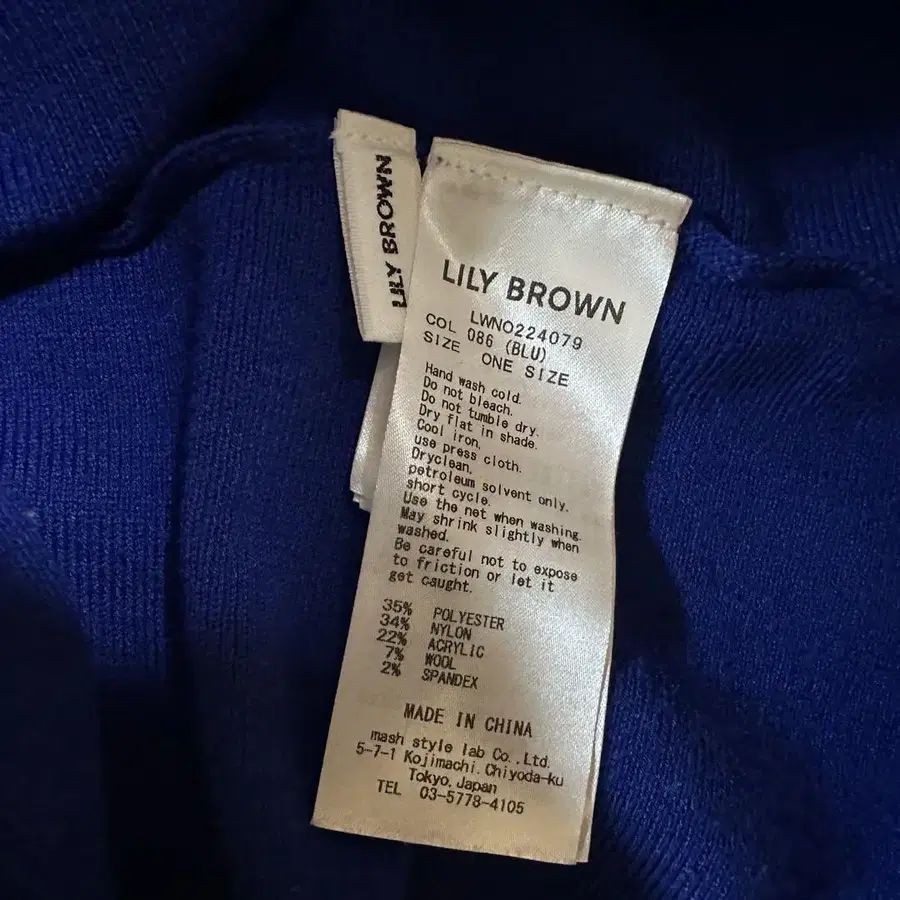 LILY BROWN
LILY BROWN
LWNO224079
COL 086 (BLU)
SIZE ONE SIZE
Hand wash cold.
Do not bleach.
Do not tumble dry.
Dry flat in shade.
Cool iron,
use press cloth.
Dryclean,
petroleum solvent only.
short cycle.
Use the net when washing.
May shrink slightly when
washed.
Be careful not to expose
to friction or let it
get caught.
35% POLYESTER
34% NYLON
22% ACRYLIC
7% WOOL
2% SPANDEX
MADE IN CHINA
mash style lab Co.,Ltd.
5-7-1 Kojimachi.Chiyoda-ku
Tokyo,Japan
TEL 03-5778-4105